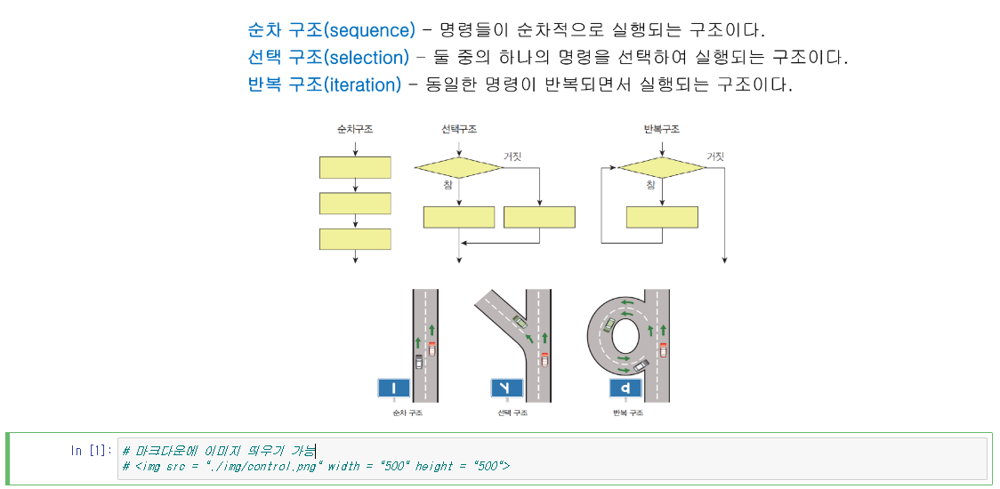 순차 구조(sequence) - 명령들이 순차적으로 실행되는 구조이다.
선택 구조(selection) - 둘 중의 하나의 명령을 선택하여 실행되는 구조이다.
반복 구조(iteration) - 동일한 명령이 반복되면서 실행되는 구조이다.
순차구조 선택구조 반복구조
거짓 거짓
참 참
순차 구조 선택 구조 반복 구조
In [1]: # 마크다운에 이미지 띄우기 가능
# <img src = "./img/control.png" width = "500" height = "500">